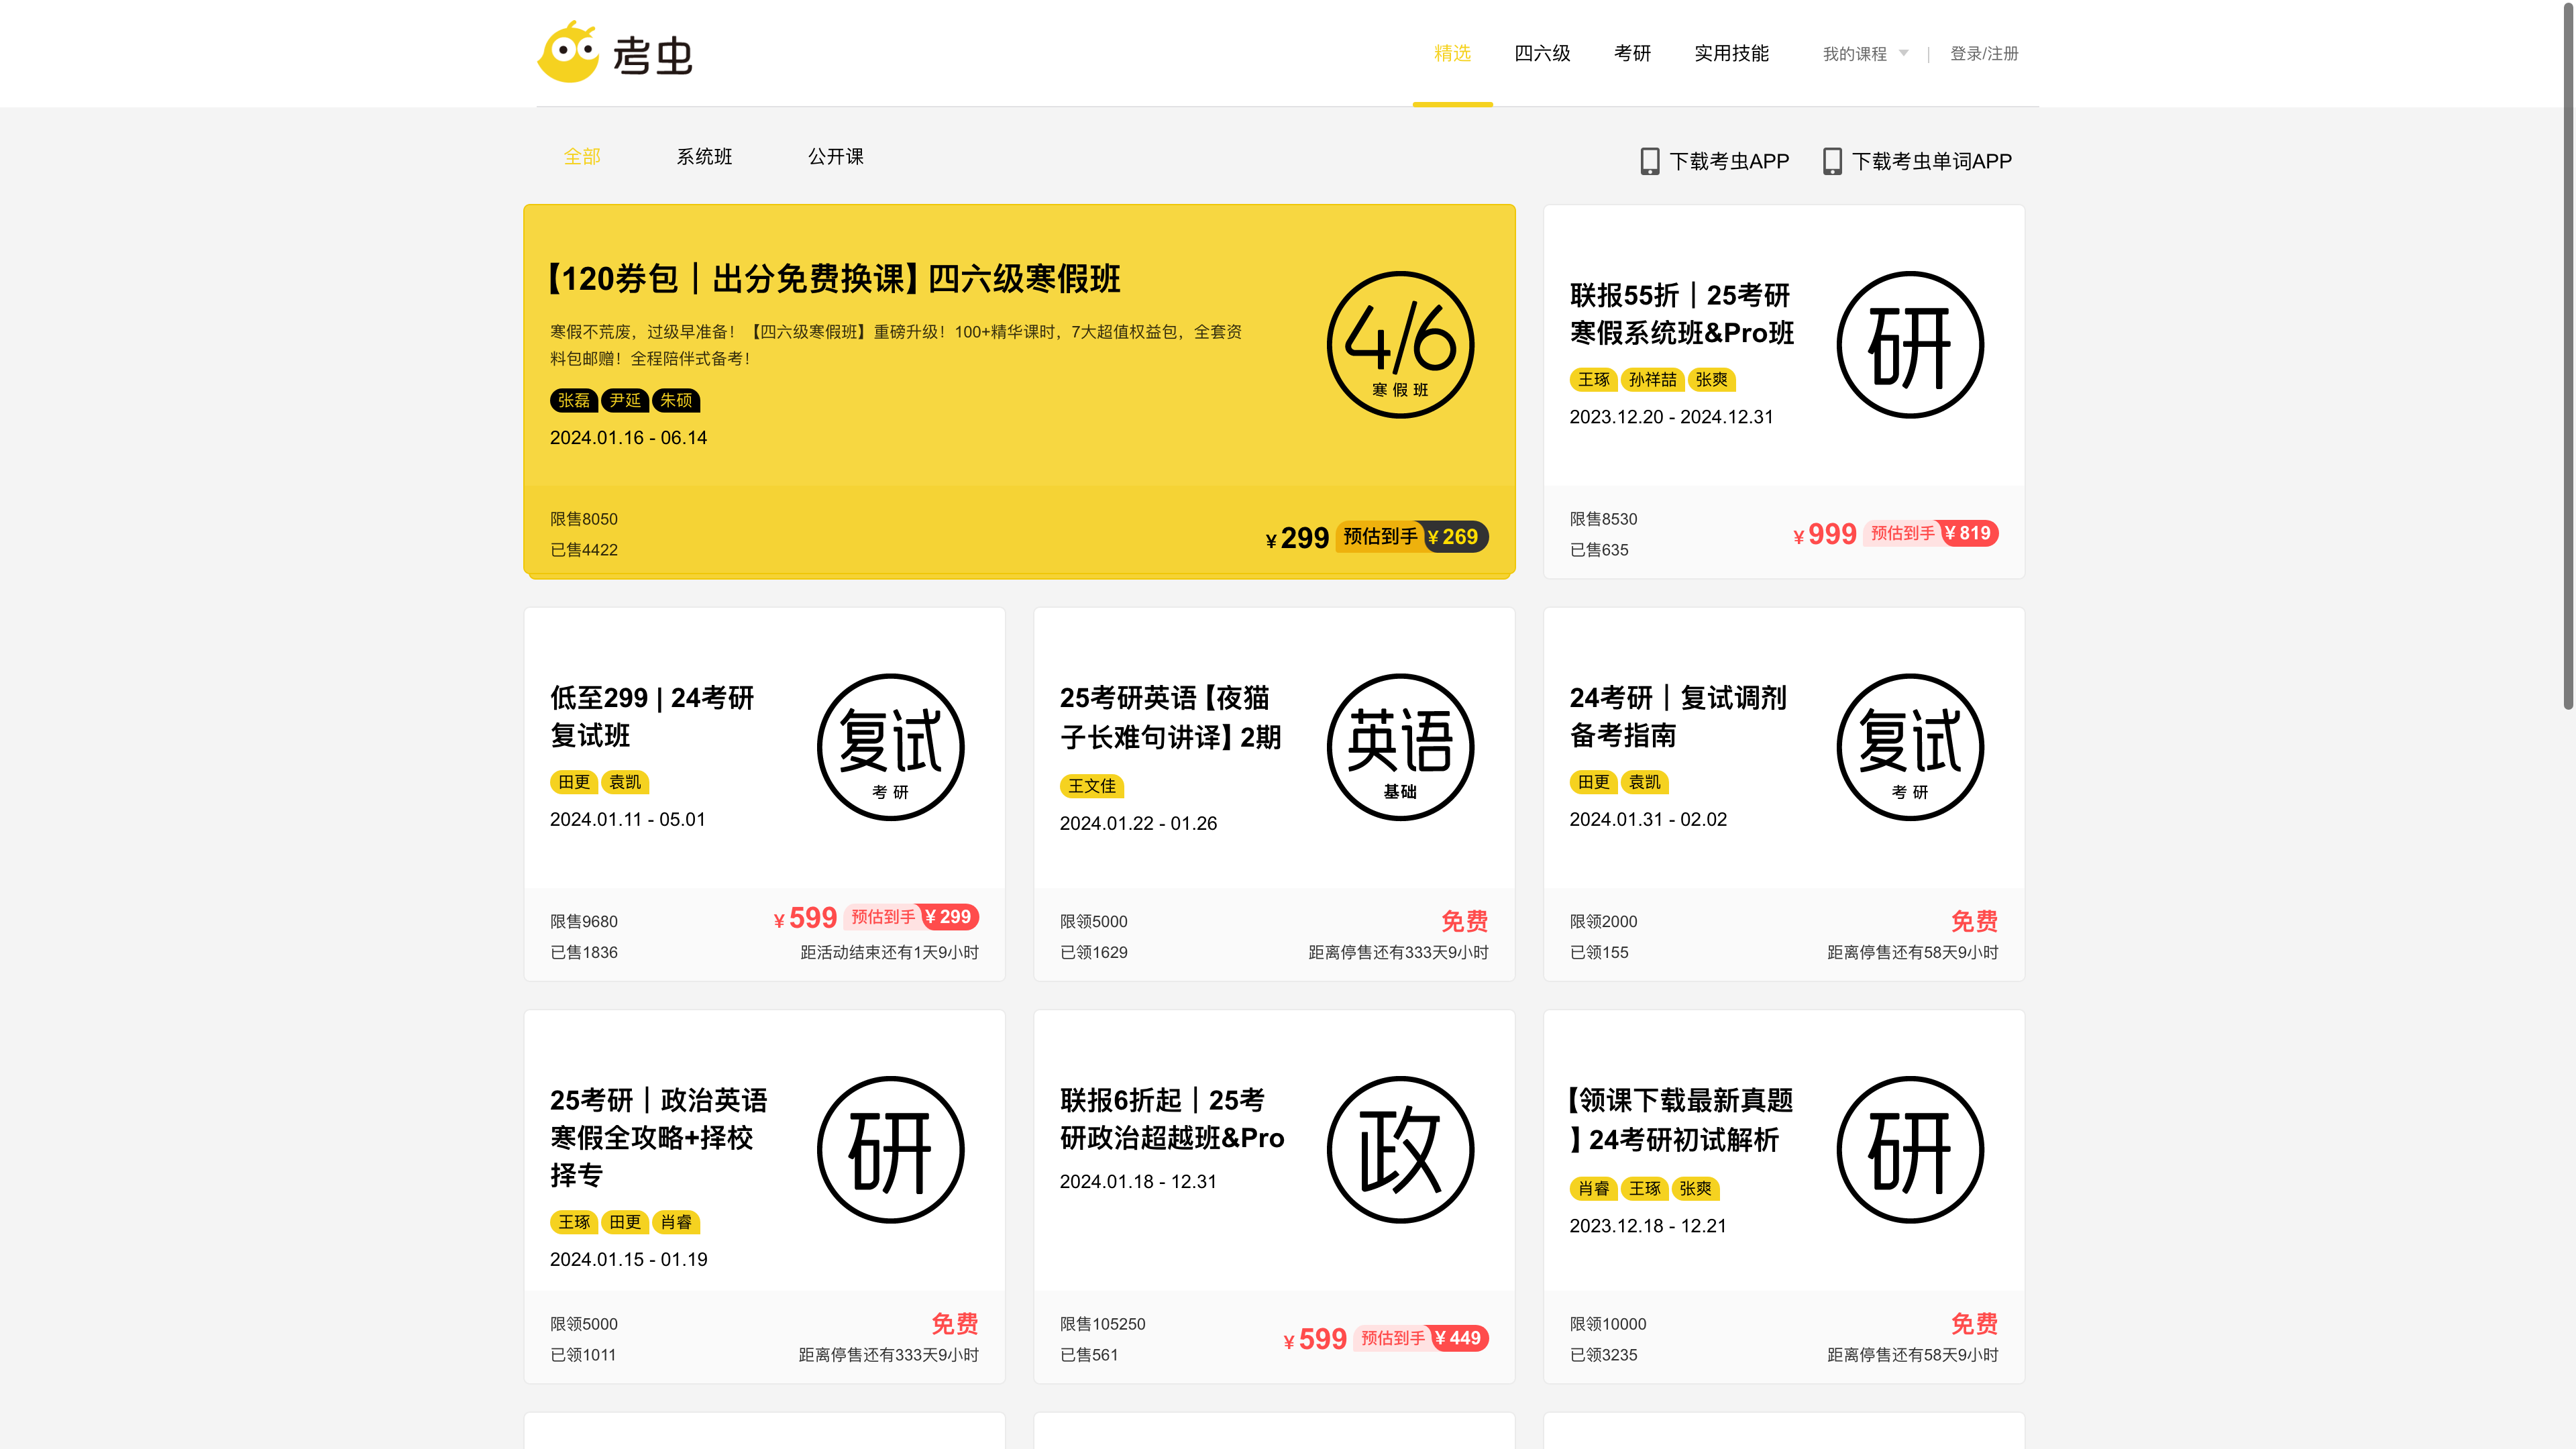 考虫
精选
四六级
考研
实用技能
我的课程
登录/注册
全部
系统班
公开课
下载考虫APP
下载考虫单词APP
【120券包｜出分免费换课】四六级寒假班
寒假不荒废，过级早准备！【四六级寒假班】重磅升级！100+精华课时，7大超值权益包，全套资
料包邮赠！全程陪伴式备考！
张磊 尹延 朱硕
2024.01.16 - 06.14
4/6
寒假班
限售8050
已售4422
¥299 预估到手 ¥269
联报55折｜25考研
寒假系统班&Pro班
王琢 孙祥喆 张爽
2023.12.20 - 2024.12.31
研
限售8530
已售635
¥999 预估到手 ¥819
低至299 | 24考研
复试班
田更 袁凯
2024.01.11 - 05.01
复试
考研
限售9680
已售1836
¥599 预估到手 ¥299
距活动结束还有1天9小时
25考研英语【夜猫
子长难句讲译】2期
王文佳
2024.01.22 - 01.26
英语
基础
限领5000
已领1629
免费
距离停售还有333天9小时
24考研｜复试调剂
备考指南
田更 袁凯
2024.01.31 - 02.02
复试
考研
限领2000
已领155
免费
距离停售还有58天9小时
25考研｜政治英语
寒假全攻略+择校
择专
王琢 田更 肖睿
2024.01.15 - 01.19
研
限领5000
已领1011
免费
距离停售还有333天9小时
联报6折起｜25考
研政治超越班&Pro
2024.01.18 - 12.31
政
限售105250
已售561
¥599 预估到手 ¥449
【领课下载最新真题
】24考研初试解析
肖睿 王琢 张爽
2023.12.18 - 12.21
研
限领10000
已领3235
免费
距离停售还有58天9小时